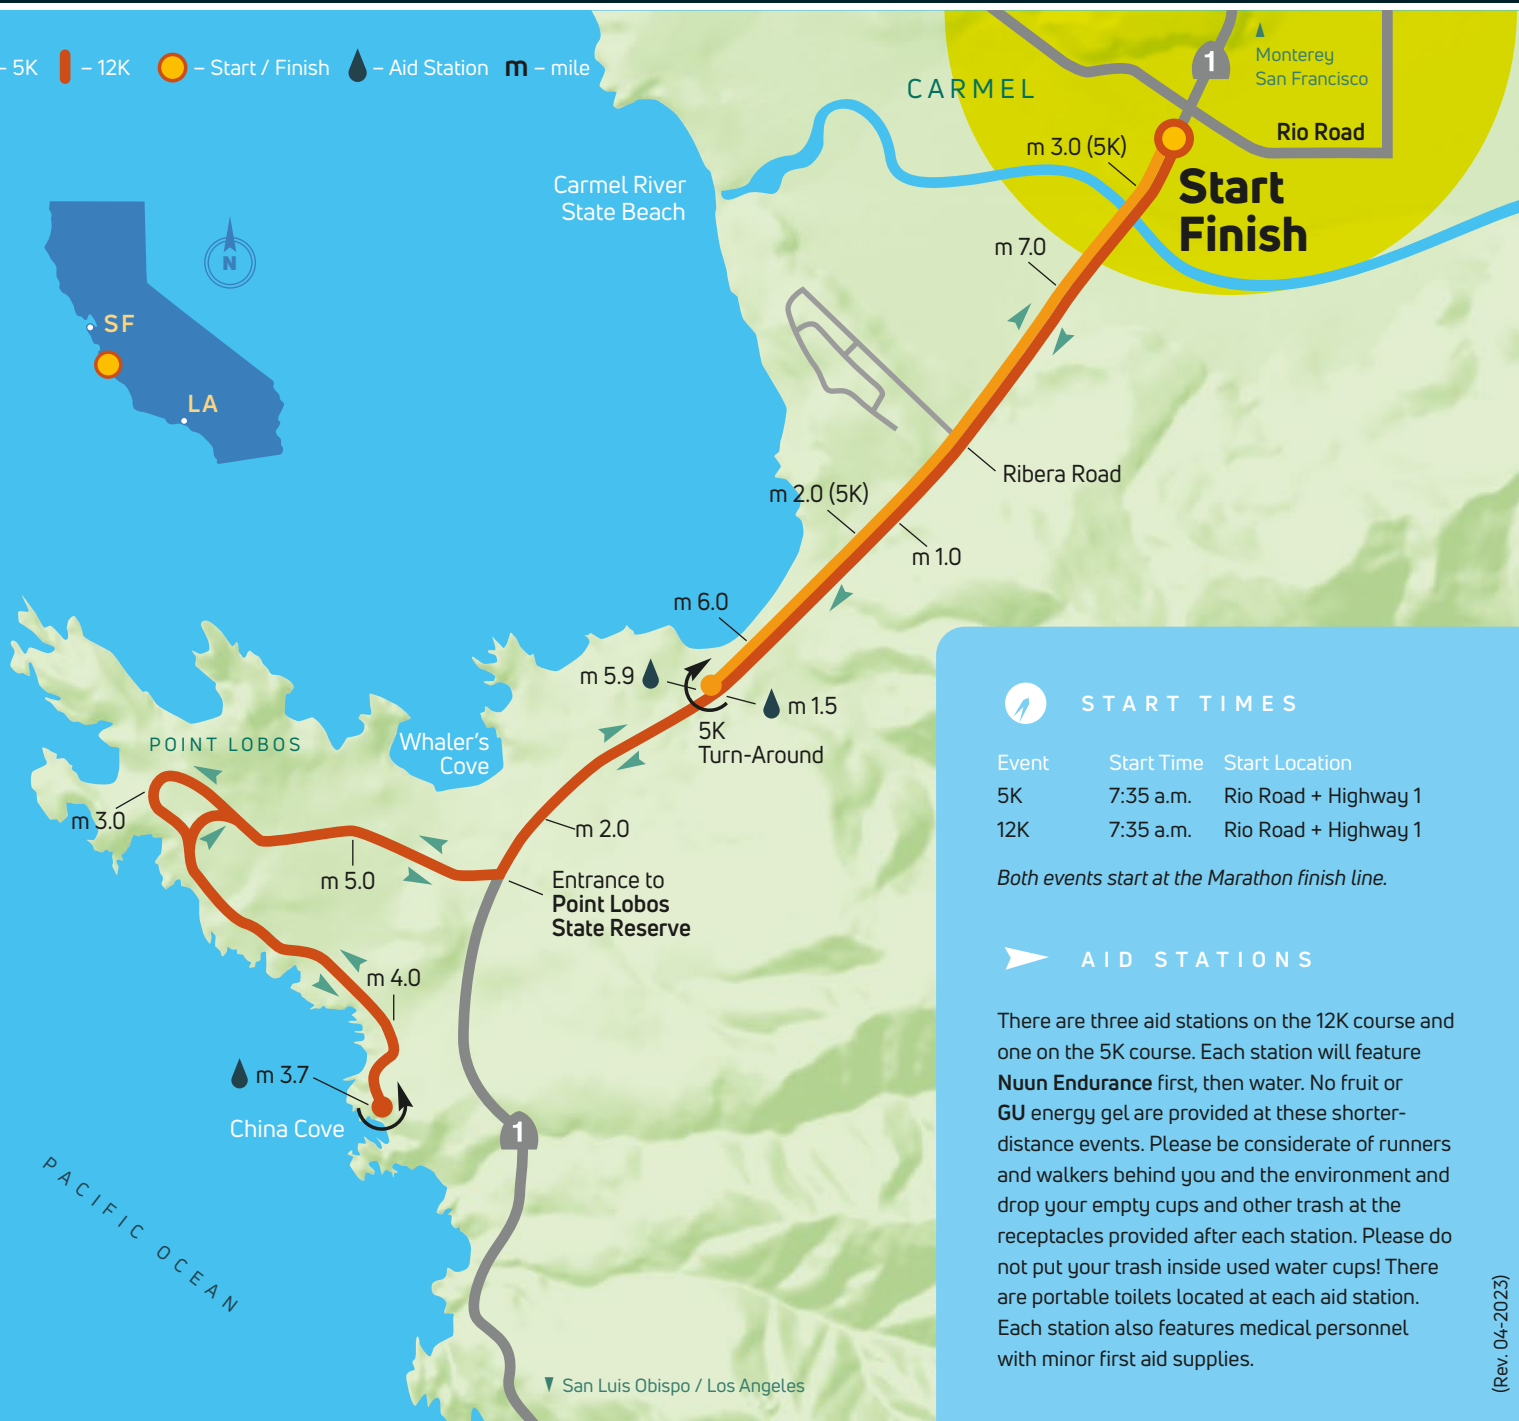 – 5K – 12K – Start / Finish – Aid Station m – mile
1
Monterey
San Francisco
CARMEL
Rio Road
m 3.0 (5K)
Start
Finish
Carmel River
State Beach
m 7.0
N
SF
LA
Ribera Road
m 2.0 (5K)
m 1.0
m 6.0
m 5.9
m 1.5
5K
Turn-Around
POINT LOBOS
Whaler's
Cove
m 3.0
m 2.0
m 5.0
Entrance to
Point Lobos
State Reserve
m 4.0
m 3.7
China Cove
1
PACIFIC OCEAN
San Luis Obispo / Los Angeles
START TIMES
Event Start Time Start Location
5K 7:35 a.m. Rio Road + Highway 1
12K 7:35 a.m. Rio Road + Highway 1
Both events start at the Marathon finish line.
AID STATIONS
There are three aid stations on the 12K course and
one on the 5K course. Each station will feature
Nuun Endurance first, then water. No fruit or
GU energy gel are provided at these shorter-
distance events. Please be considerate of runners
and walkers behind you and the environment and
drop your empty cups and other trash at the
receptacles provided after each station. Please do
not put your trash inside used water cups! There
are portable toilets located at each aid station.
Each station also features medical personnel
with minor first aid supplies.
(Rev. 04-2023)